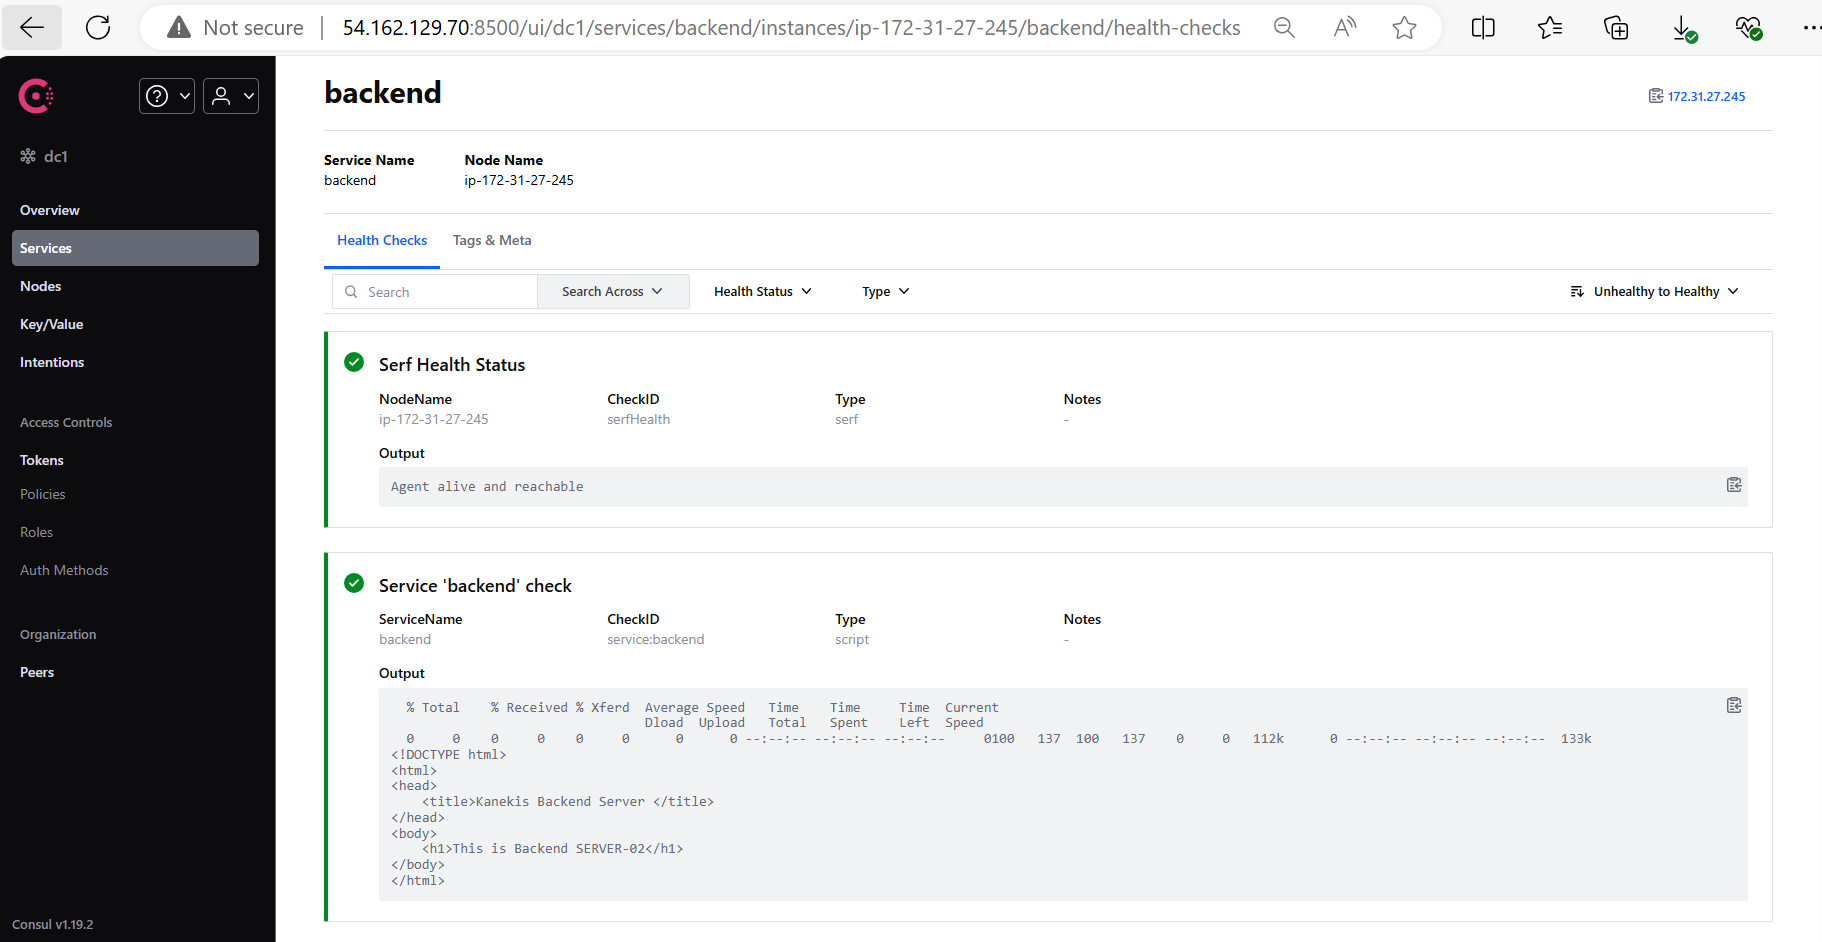 Not secure | 54.162.129.70:8500/ui/dc1/services/backend/instances/ip-172-31-27-245/backend/health-checks
dc1
Overview
Services
Nodes
Key/Value
Intentions
Access Controls
Tokens
Policies
Roles
Auth Methods
Organization
Peers
Consul v1.19.2
backend
172.31.27.245
Service Name Node Name
backend ip-172-31-27-245
Health Checks Tags & Meta
Search Search Across Health Status Type Unhealthy to Healthy
Serf Health Status
NodeName CheckID Type Notes
ip-172-31-27-245 serfHealth serf -
Output
Agent alive and reachable
Service 'backend' check
ServiceName CheckID Type Notes
backend service:backend script -
Output
% Total % Received % Xferd Average Speed Time Time Time Current
Dload Upload Total Spent Left Speed
0 0 0 0 0 0 0 0 --:--:-- --:--:-- --:--:-- 0100 137 100 137 0 0 112k 0 --:--:-- --:--:-- --:--:-- 133k
<!DOCTYPE html>
<html>
<head>
<title>Kanekis Backend Server </title>
</head>
<body>
<h1>This is Backend SERVER-02</h1>
</body>
</html>